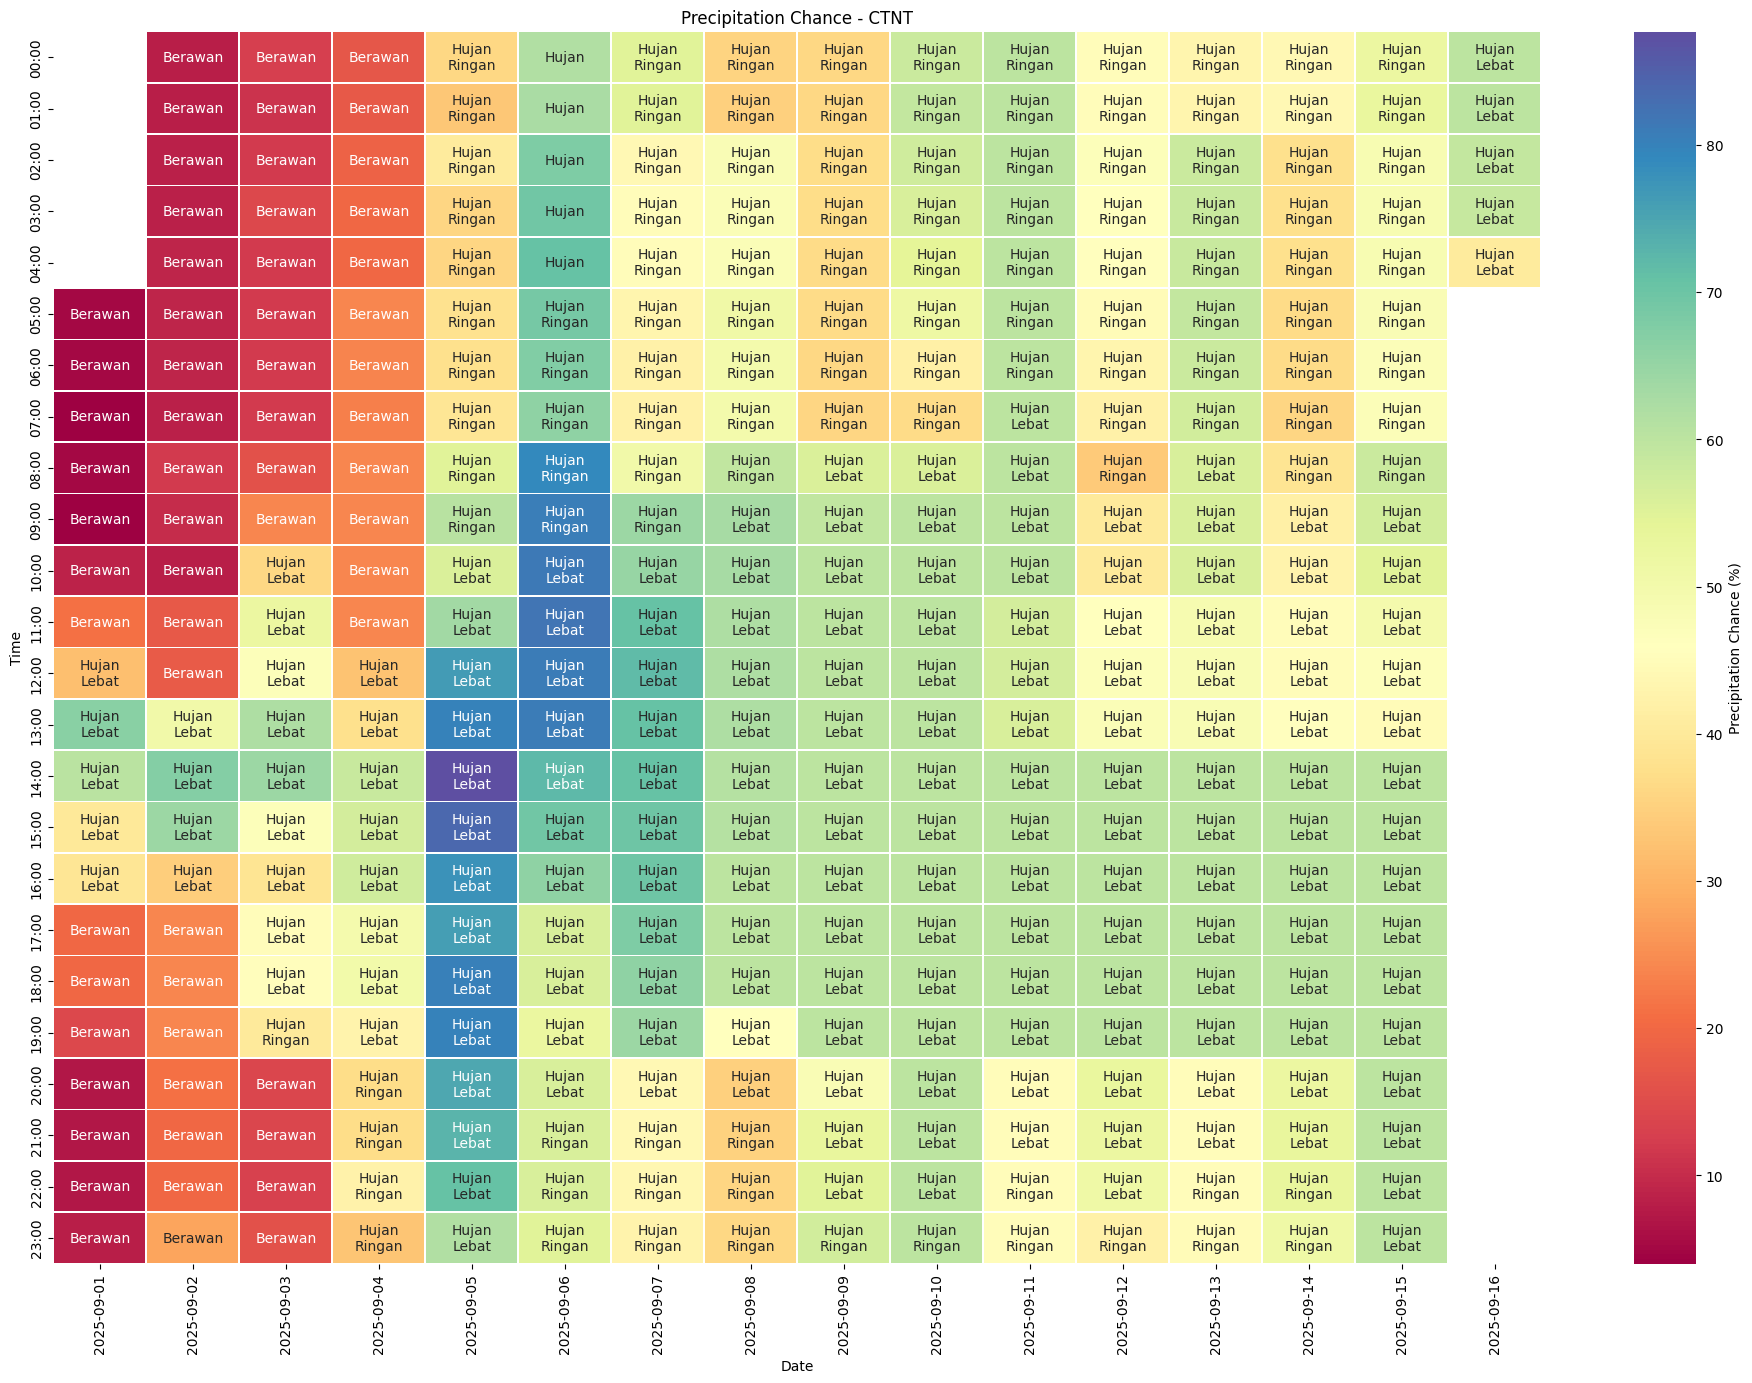 Precipitation Chance - CTNT
00:00 Berawan Berawan Berawan Hujan Ringan Hujan Hujan Ringan Hujan Ringan Hujan Ringan Hujan Ringan Hujan Ringan Hujan Ringan Hujan Ringan Hujan Ringan Hujan Ringan Hujan Lebat
01:00 Berawan Berawan Berawan Hujan Ringan Hujan Hujan Ringan Hujan Ringan Hujan Ringan Hujan Ringan Hujan Ringan Hujan Ringan Hujan Ringan Hujan Ringan Hujan Ringan Hujan Lebat
02:00 Berawan Berawan Berawan Hujan Ringan Hujan Hujan Ringan Hujan Ringan Hujan Ringan Hujan Ringan Hujan Ringan Hujan Ringan Hujan Ringan Hujan Ringan Hujan Ringan Hujan Lebat
03:00 Berawan Berawan Berawan Hujan Ringan Hujan Hujan Ringan Hujan Ringan Hujan Ringan Hujan Ringan Hujan Ringan Hujan Ringan Hujan Ringan Hujan Ringan Hujan Ringan Hujan Lebat
04:00 Berawan Berawan Berawan Hujan Ringan Hujan Hujan Ringan Hujan Ringan Hujan Ringan Hujan Ringan Hujan Ringan Hujan Ringan Hujan Ringan Hujan Ringan Hujan Ringan Hujan Lebat
05:00 Berawan Berawan Berawan Berawan Hujan Ringan Hujan Ringan Hujan Ringan Hujan Ringan Hujan Ringan Hujan Ringan Hujan Ringan Hujan Ringan Hujan Ringan Hujan Ringan Hujan Ringan
06:00 Berawan Berawan Berawan Berawan Hujan Ringan Hujan Ringan Hujan Ringan Hujan Ringan Hujan Ringan Hujan Ringan Hujan Ringan Hujan Ringan Hujan Ringan Hujan Ringan Hujan Ringan
07:00 Berawan Berawan Berawan Berawan Hujan Ringan Hujan Ringan Hujan Ringan Hujan Ringan Hujan Ringan Hujan Ringan Hujan Lebat Hujan Ringan Hujan Ringan Hujan Ringan Hujan Ringan
08:00 Berawan Berawan Berawan Berawan Hujan Ringan Hujan Ringan Hujan Ringan Hujan Ringan Hujan Lebat Hujan Lebat Hujan Lebat Hujan Ringan Hujan Lebat Hujan Ringan Hujan Ringan
09:00 Berawan Berawan Berawan Berawan Hujan Ringan Hujan Ringan Hujan Ringan Hujan Lebat Hujan Lebat Hujan Lebat Hujan Lebat Hujan Lebat Hujan Lebat Hujan Lebat Hujan Lebat
10:00 Berawan Berawan Hujan Lebat Berawan Hujan Lebat Hujan Lebat Hujan Lebat Hujan Lebat Hujan Lebat Hujan Lebat Hujan Lebat Hujan Lebat Hujan Lebat Hujan Lebat Hujan Lebat
11:00 Berawan Berawan Hujan Lebat Berawan Hujan Lebat Hujan Lebat Hujan Lebat Hujan Lebat Hujan Lebat Hujan Lebat Hujan Lebat Hujan Lebat Hujan Lebat Hujan Lebat Hujan Lebat
12:00 Hujan Lebat Berawan Hujan Lebat Hujan Lebat Hujan Lebat Hujan Lebat Hujan Lebat Hujan Lebat Hujan Lebat Hujan Lebat Hujan Lebat Hujan Lebat Hujan Lebat Hujan Lebat Hujan Lebat
13:00 Hujan Lebat Hujan Lebat Hujan Lebat Hujan Lebat Hujan Lebat Hujan Lebat Hujan Lebat Hujan Lebat Hujan Lebat Hujan Lebat Hujan Lebat Hujan Lebat Hujan Lebat Hujan Lebat Hujan Lebat
14:00 Hujan Lebat Hujan Lebat Hujan Lebat Hujan Lebat Hujan Lebat Hujan Lebat Hujan Lebat Hujan Lebat Hujan Lebat Hujan Lebat Hujan Lebat Hujan Lebat Hujan Lebat Hujan Lebat Hujan Lebat
15:00 Hujan Lebat Hujan Lebat Hujan Lebat Hujan Lebat Hujan Lebat Hujan Lebat Hujan Lebat Hujan Lebat Hujan Lebat Hujan Lebat Hujan Lebat Hujan Lebat Hujan Lebat Hujan Lebat Hujan Lebat
16:00 Hujan Lebat Hujan Lebat Hujan Lebat Hujan Lebat Hujan Lebat Hujan Lebat Hujan Lebat Hujan Lebat Hujan Lebat Hujan Lebat Hujan Lebat Hujan Lebat Hujan Lebat Hujan Lebat Hujan Lebat
17:00 Berawan Berawan Hujan Lebat Hujan Lebat Hujan Lebat Hujan Lebat Hujan Lebat Hujan Lebat Hujan Lebat Hujan Lebat Hujan Lebat Hujan Lebat Hujan Lebat Hujan Lebat Hujan Lebat
18:00 Berawan Berawan Hujan Lebat Hujan Lebat Hujan Lebat Hujan Lebat Hujan Lebat Hujan Lebat Hujan Lebat Hujan Lebat Hujan Lebat Hujan Lebat Hujan Lebat Hujan Lebat Hujan Lebat
19:00 Berawan Berawan Hujan Ringan Hujan Lebat Hujan Lebat Hujan Lebat Hujan Lebat Hujan Lebat Hujan Lebat Hujan Lebat Hujan Lebat Hujan Lebat Hujan Lebat Hujan Lebat Hujan Lebat
20:00 Berawan Berawan Berawan Hujan Ringan Hujan Lebat Hujan Lebat Hujan Lebat Hujan Lebat Hujan Lebat Hujan Lebat Hujan Lebat Hujan Lebat Hujan Lebat Hujan Lebat Hujan Lebat
21:00 Berawan Berawan Berawan Hujan Ringan Hujan Lebat Hujan Ringan Hujan Ringan Hujan Ringan Hujan Lebat Hujan Lebat Hujan Lebat Hujan Lebat Hujan Lebat Hujan Lebat Hujan Lebat
22:00 Berawan Berawan Berawan Hujan Ringan Hujan Lebat Hujan Ringan Hujan Ringan Hujan Ringan Hujan Lebat Hujan Lebat Hujan Ringan Hujan Lebat Hujan Ringan Hujan Ringan Hujan Lebat
23:00 Berawan Berawan Berawan Hujan Ringan Hujan Lebat Hujan Ringan Hujan Ringan Hujan Ringan Hujan Ringan Hujan Ringan Hujan Ringan Hujan Ringan Hujan Ringan Hujan Ringan Hujan Lebat
Time
2025-09-01
2025-09-02
2025-09-03
2025-09-04
2025-09-05
2025-09-06
2025-09-07
2025-09-08
2025-09-09
2025-09-10
2025-09-11
2025-09-12
2025-09-13
2025-09-14
2025-09-15
2025-09-16
Date
80
70
60
50
40
30
20
10
Precipitation Chance (%)